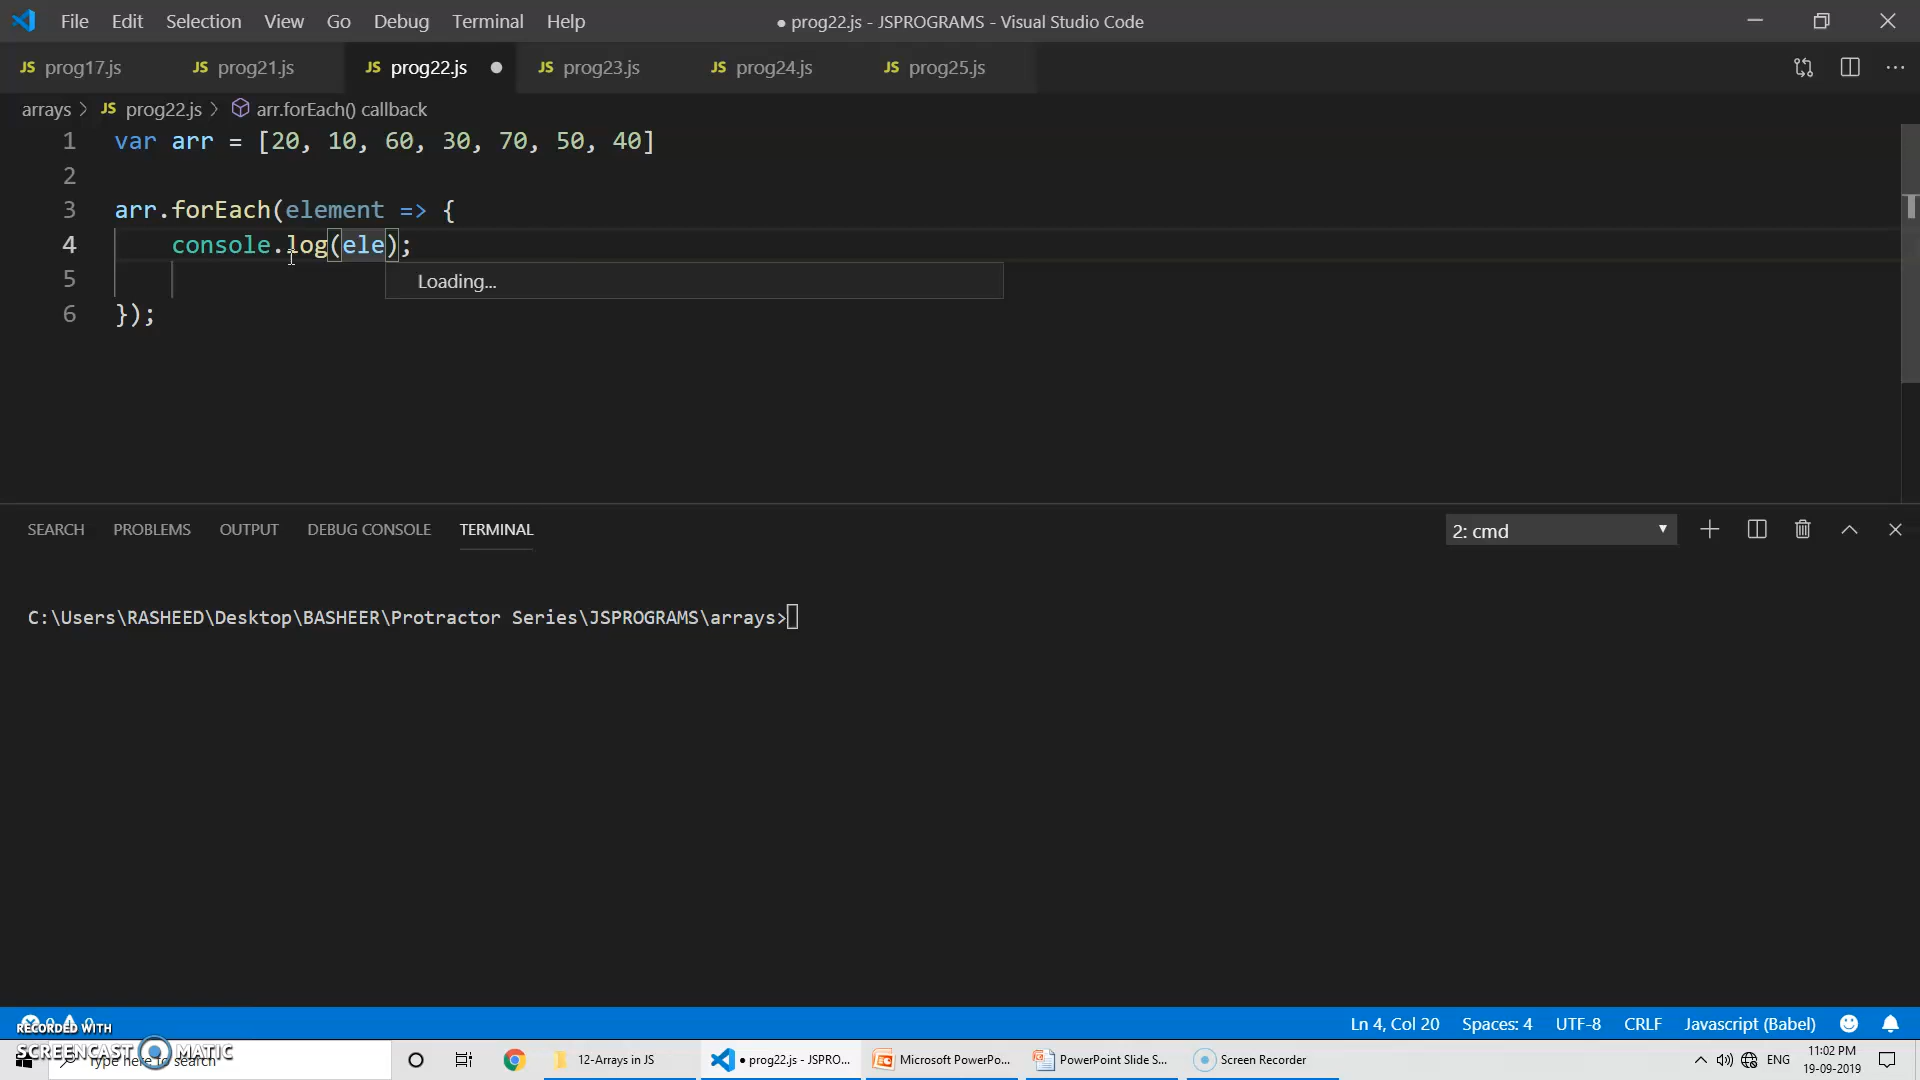 File Edit Selection View Go Debug Terminal Help ● prog22.js - JSPROGRAMS - Visual Studio Code
JS prog17.js JS prog21.js JS prog22.js JS prog23.js JS prog24.js JS prog25.js
arrays > JS prog22.js > arr.forEach() callback
1 var arr = [20, 10, 60, 30, 70, 50, 40]
2
3 arr.forEach(element => {
4 console.log(ele);
5
Loading...
6 });
SEARCH PROBLEMS OUTPUT DEBUG CONSOLE TERMINAL 2: cmd
C:\Users\RASHEED\Desktop\BASHEER\Protractor Series\JSPROGRAMS\arrays>
Ln 4, Col 20 Spaces: 4 UTF-8 CRLF Javascript (Babel)
RECORDED WITH
SCREENCAST MATIC
Type here to search 12-Arrays in JS ● prog22.js - JSPRO... Microsoft PowerPo... PowerPoint Slide S... Screen Recorder ENG 11:02 PM
19-09-2019